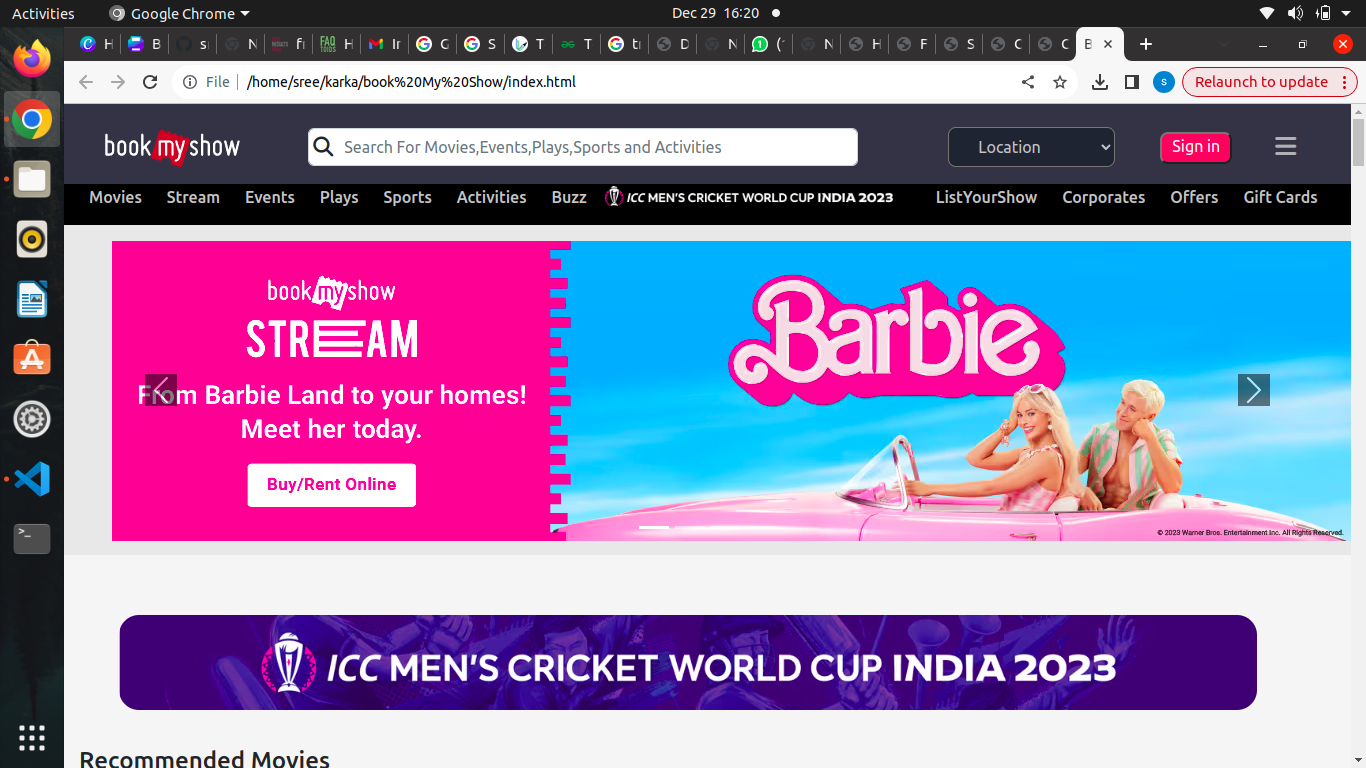 Activities Google Chrome Dec 29 16:20
H B si N fr H In G S T T tr D N (1 N H F S C C B
File /home/sree/karka/book%20My%20Show/index.html s Relaunch to update
bookmyshow Search For Movies,Events,Plays,Sports and Activities Location Sign in
Movies Stream Events Plays Sports Activities Buzz ICC MEN'S CRICKET WORLD CUP INDIA 2023 ListYourShow Corporates Offers Gift Cards
bookmyshow
STREAM
From Barbie Land to your homes!
Meet her today.
Buy/Rent Online
Barbie
© 2023 Warner Bros. Entertainment Inc. All Rights Reserved.
ICC MEN'S CRICKET WORLD CUP INDIA 2023
Recommended Movies